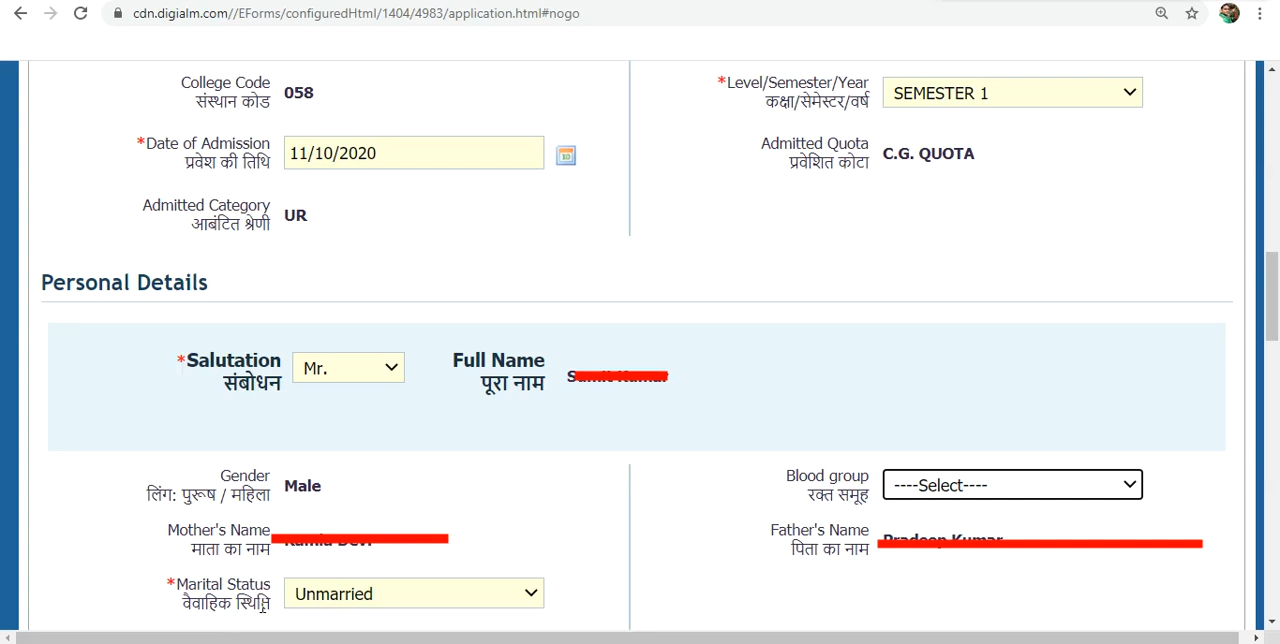 cdn.digialm.com//EForms/configuredHtml/1404/4983/application.html#nogo
College Code
संस्थान कोड
058
*Level/Semester/Year
कक्षा/सेमेस्टर/वर्ष
SEMESTER 1
*Date of Admission
प्रवेश की तिथि
11/10/2020
Admitted Quota
प्रवेशित कोटा
C.G. QUOTA
Admitted Category
आबंटित श्रेणी
UR
Personal Details
*Salutation
संबोधन
Mr.
Full Name
पूरा नाम
Gender
लिंग: पुरूष / महिला
Male
Blood group
रक्त समूह
----Select----
Mother's Name
माता का नाम
Father's Name
पिता का नाम
*Marital Status
वैवाहिक स्थिति
Unmarried